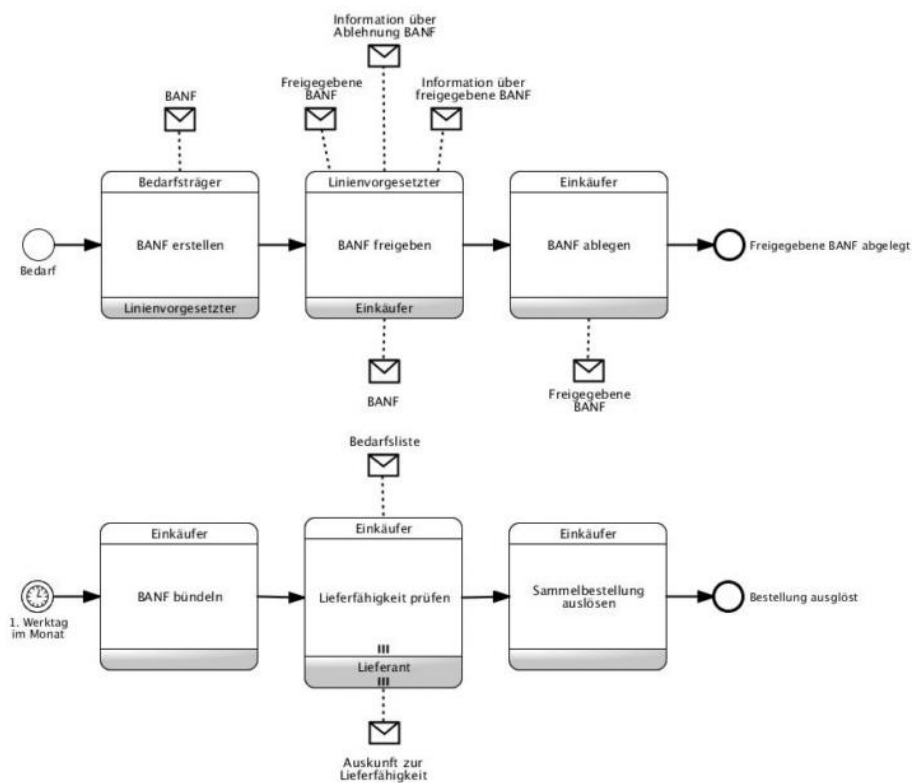 Information über
Ablehnung BANF
BANF
Freigegebene
BANF
Information über
freigegebene BANF
Bedarfsträger
Linienvorgesetzter
Einkäufer
BANF erstellen
BANF freigeben
BANF ablegen
Bedarf
Freigegebene BANF abgelegt
Linienvorgesetzter
Einkäufer
BANF
Freigegebene
BANF
Bedarfsliste
Einkäufer
Einkäufer
Einkäufer
BANF bündeln
Lieferfähigkeit prüfen
Sammelbestellung
auslösen
1. Werktag
im Monat
Bestellung ausglöst
Lieferant
Auskunft zur
Lieferfähigkeit